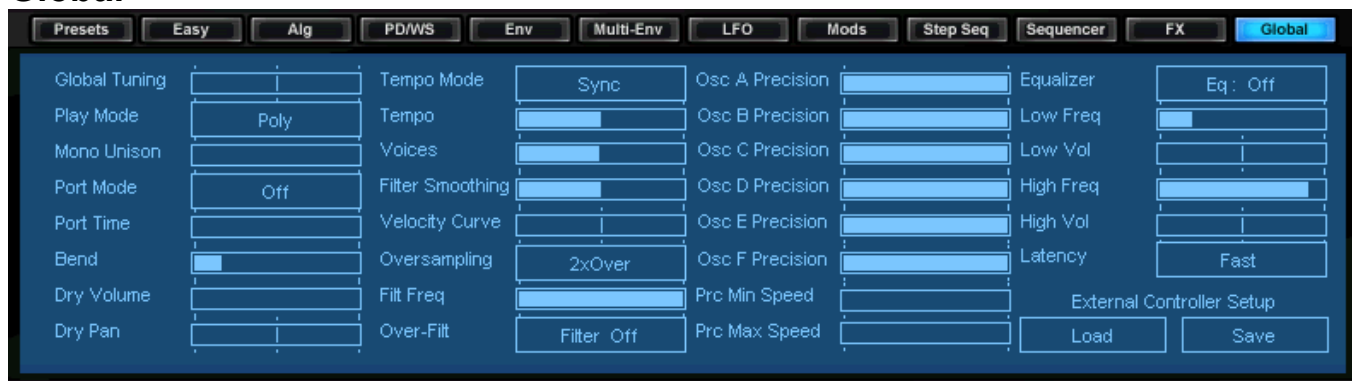 Global
Presets Easy Alg PD/WS Env Multi-Env LFO Mods Step Seq Sequencer FX Global
Global Tuning Tempo Mode Sync Osc A Precision Equalizer Eq : Off
Play Mode Poly Tempo Osc B Precision Low Freq
Mono Unison Voices Osc C Precision Low Vol
Port Mode Off Filter Smoothing Osc D Precision High Freq
Port Time Velocity Curve Osc E Precision High Vol
Bend Oversampling 2xOver Osc F Precision Latency Fast
Dry Volume Filt Freq Prc Min Speed External Controller Setup
Dry Pan Over-Filt Filter Off Prc Max Speed Load Save